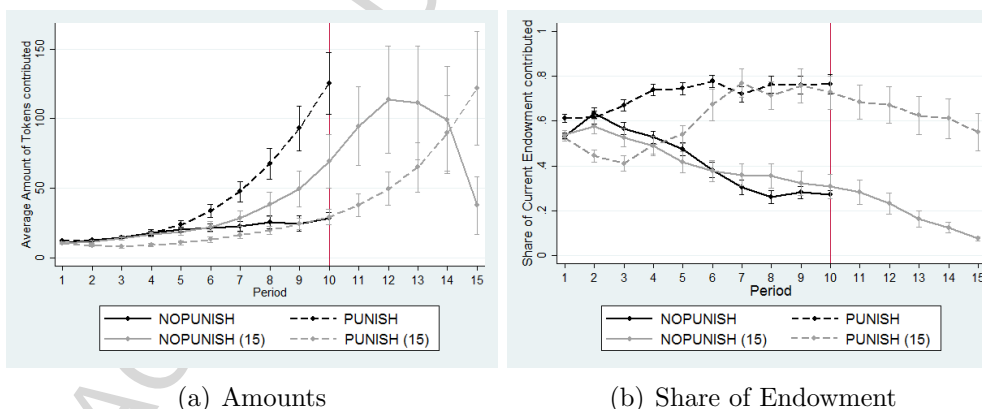 Average Amount of Tokens contributed
150
100
50
0
1 2 3 4 5 6 7 8 9 10 11 12 13 14 15
Period
NOPUNISH PUNISH
NOPUNISH (15) PUNISH (15)
(a) Amounts
Share of Current Endowment contributed
1
.8
.6
.4
.2
0
1 2 3 4 5 6 7 8 9 10 11 12 13 14 15
Period
NOPUNISH PUNISH
NOPUNISH (15) PUNISH (15)
(b) Share of Endowment